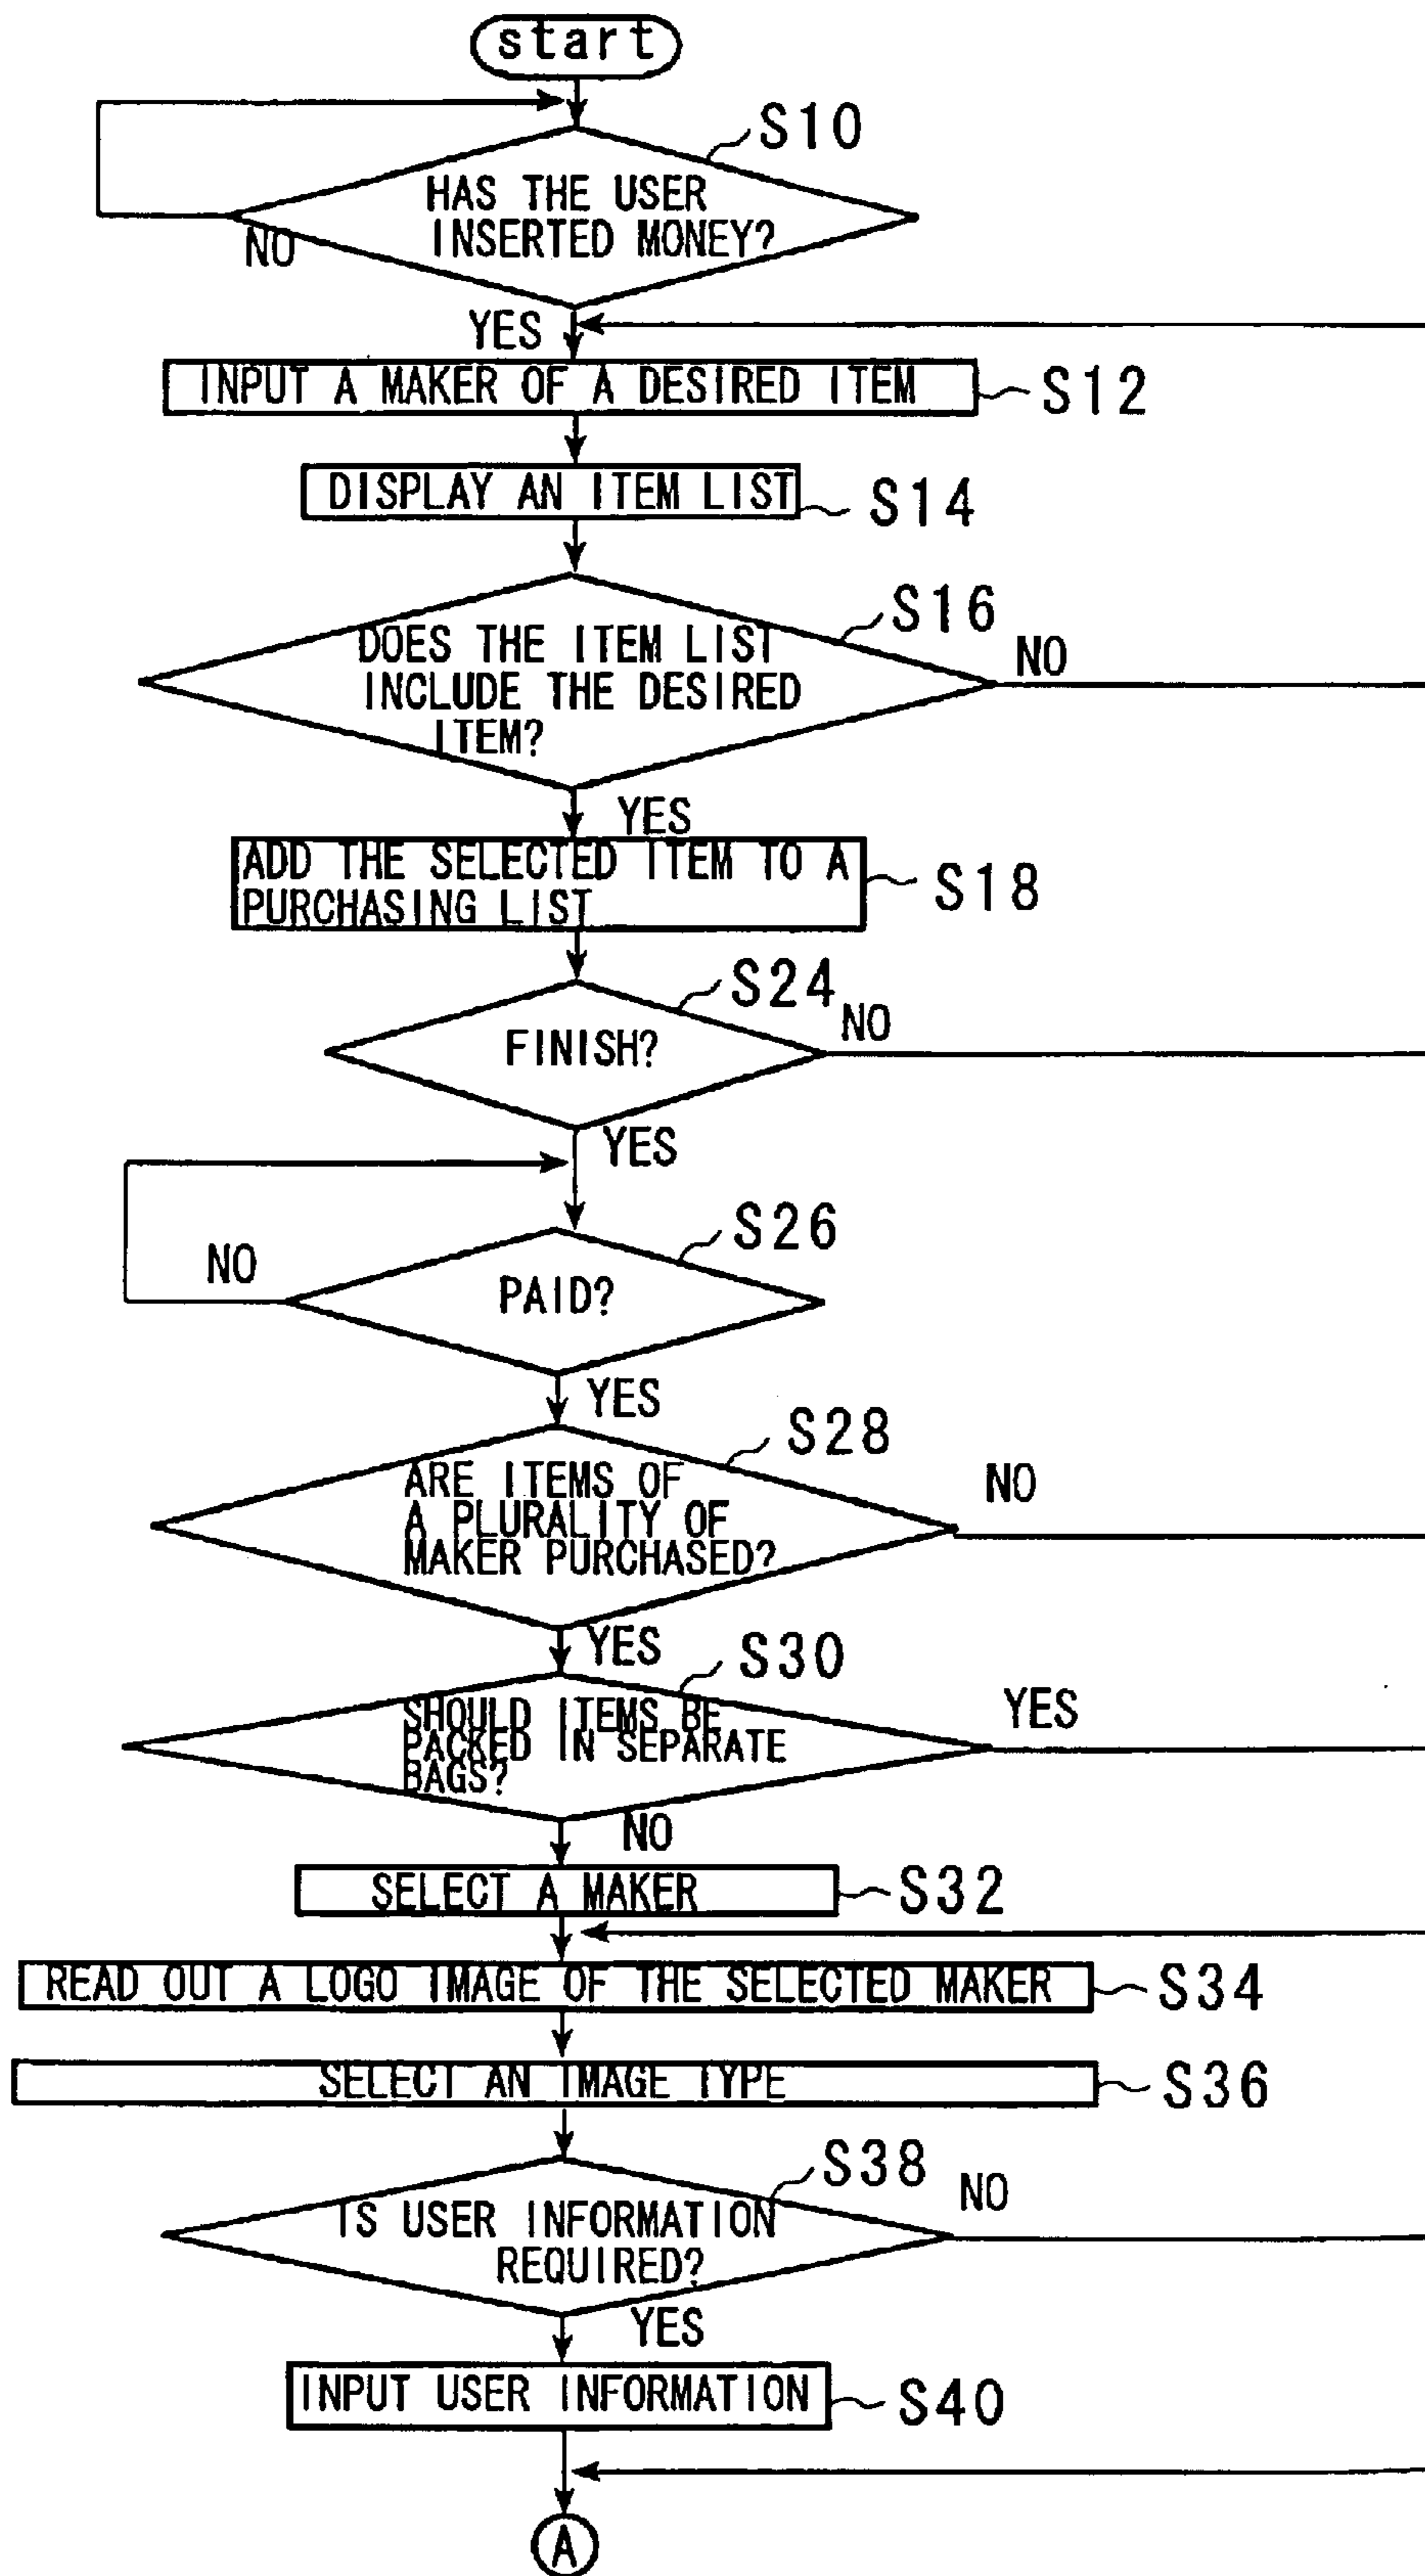 start
S10
HAS THE USER
INSERTED MONEY?
NO
YES
INPUT A MAKER OF A DESIRED ITEM
S12
DISPLAY AN ITEM LIST
S14
S16
DOES THE ITEM LIST
INCLUDE THE DESIRED
ITEM?
NO
YES
ADD THE SELECTED ITEM TO A
PURCHASING LIST
S18
S24
NO
FINISH?
YES
S26
NO
PAID?
YES
S28
ARE ITEMS OF
A PLURALITY OF
MAKER PURCHASED?
NO
YES
S30
SHOULD ITEMS BE
PACKED IN SEPARATE
BAGS?
YES
NO
SELECT A MAKER
S32
READ OUT A LOGO IMAGE OF THE SELECTED MAKER
S34
SELECT AN IMAGE TYPE
S36
S38
NO
IS USER INFORMATION
REQUIRED?
YES
INPUT USER INFORMATION
S40
A